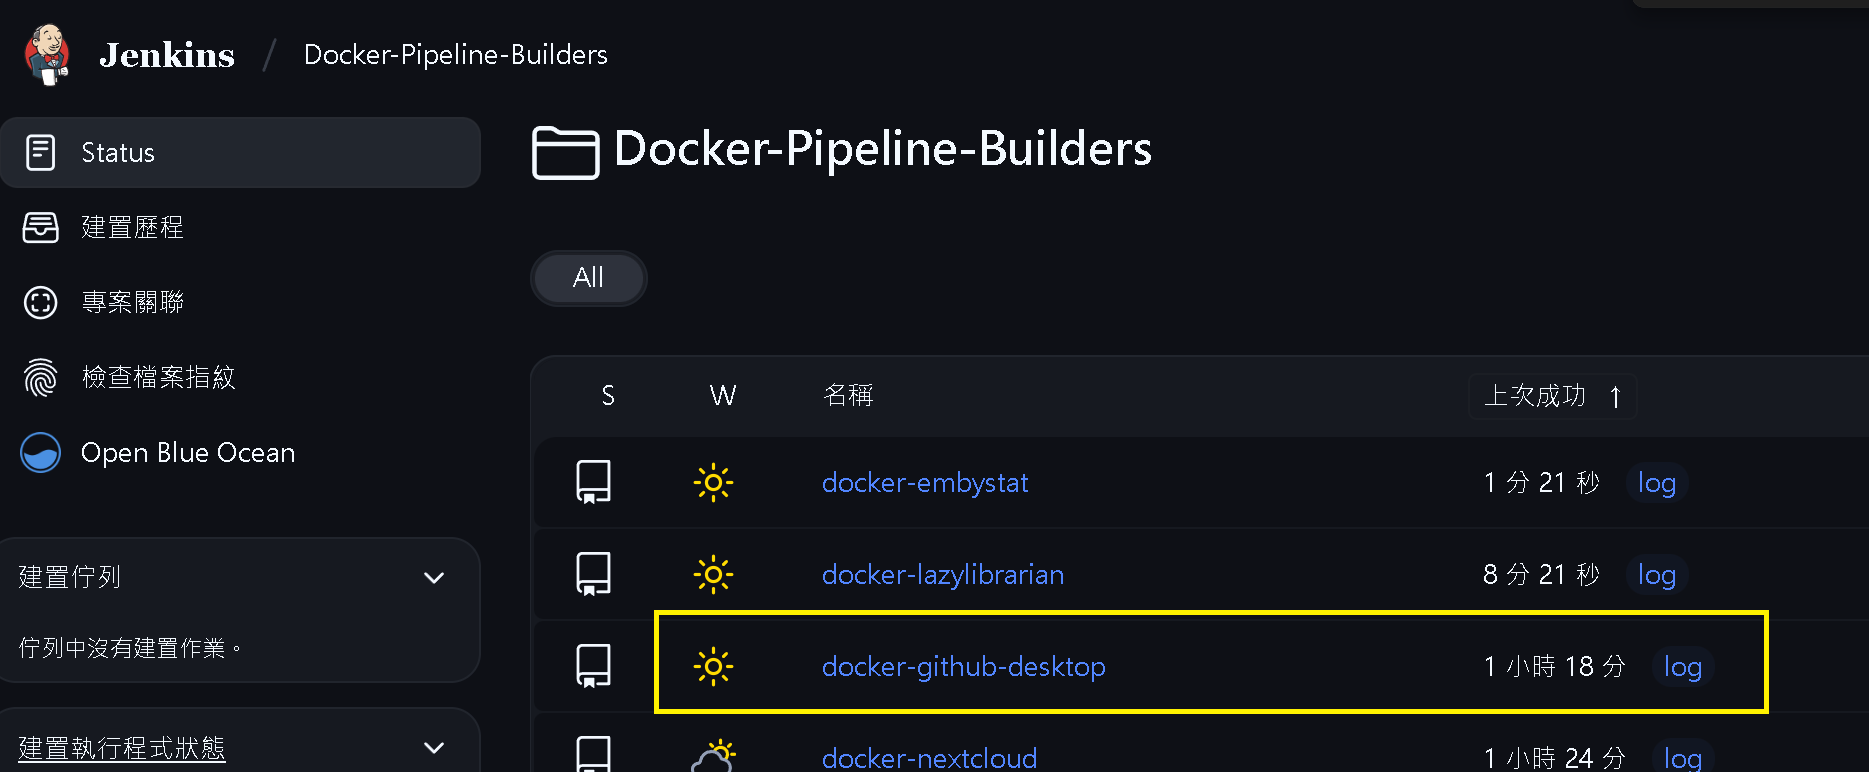 Jenkins / Docker-Pipeline-Builders
Status
建置歷程
專案關聯
檢查檔案指紋
Open Blue Ocean
建置佇列
佇列中沒有建置作業。
建置執行程式狀態
Docker-Pipeline-Builders
All
S W 名稱 上次成功 ↑
docker-embystat 1 分 21 秒 log
docker-lazylibrarian 8 分 21 秒 log
docker-github-desktop 1 小時 18 分 log
docker-nextcloud 1 小時 24 分 log